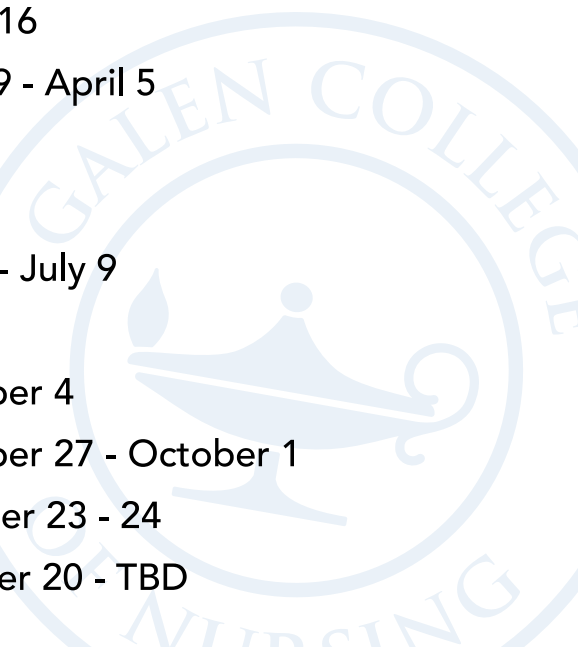 16
9 - April 5
- July 9
ber 4
ber 27 - October 1
er 23 - 24
er 20 - TBD
GALEN COLLEGE
OF NURSING